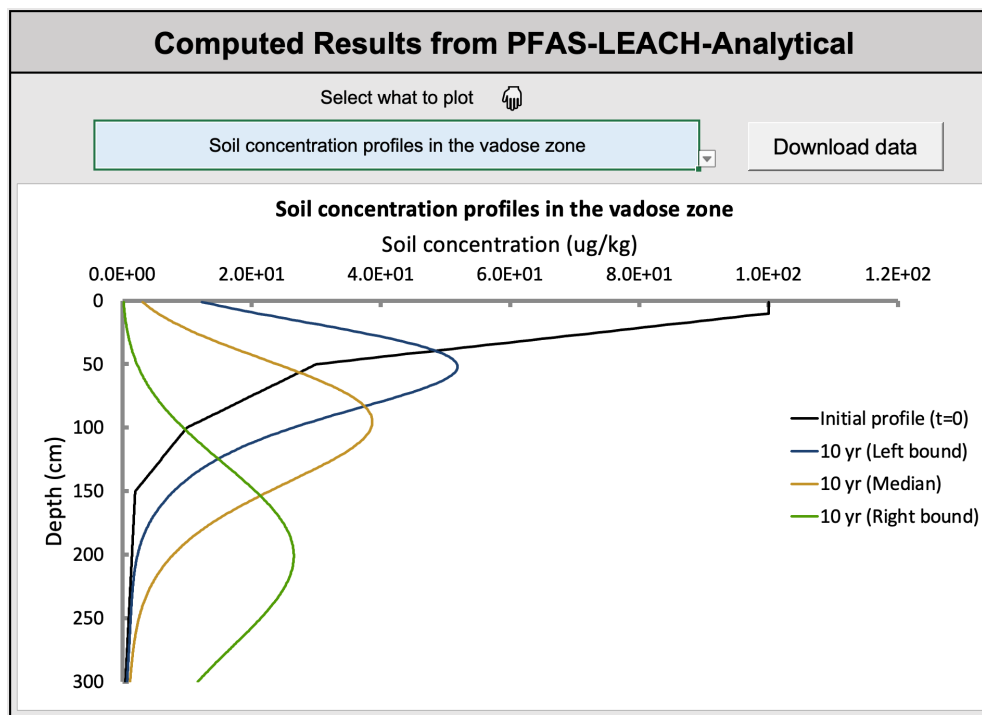 Computed Results from PFAS-LEACH-Analytical
Select what to plot
Soil concentration profiles in the vadose zone
Download data
Soil concentration profiles in the vadose zone
Soil concentration (ug/kg)
0.0E+00 2.0E+01 4.0E+01 6.0E+01 8.0E+01 1.0E+02 1.2E+02
0
50
100
150
200
250
300
Depth (cm)
Initial profile (t=0)
10 yr (Left bound)
10 yr (Median)
10 yr (Right bound)